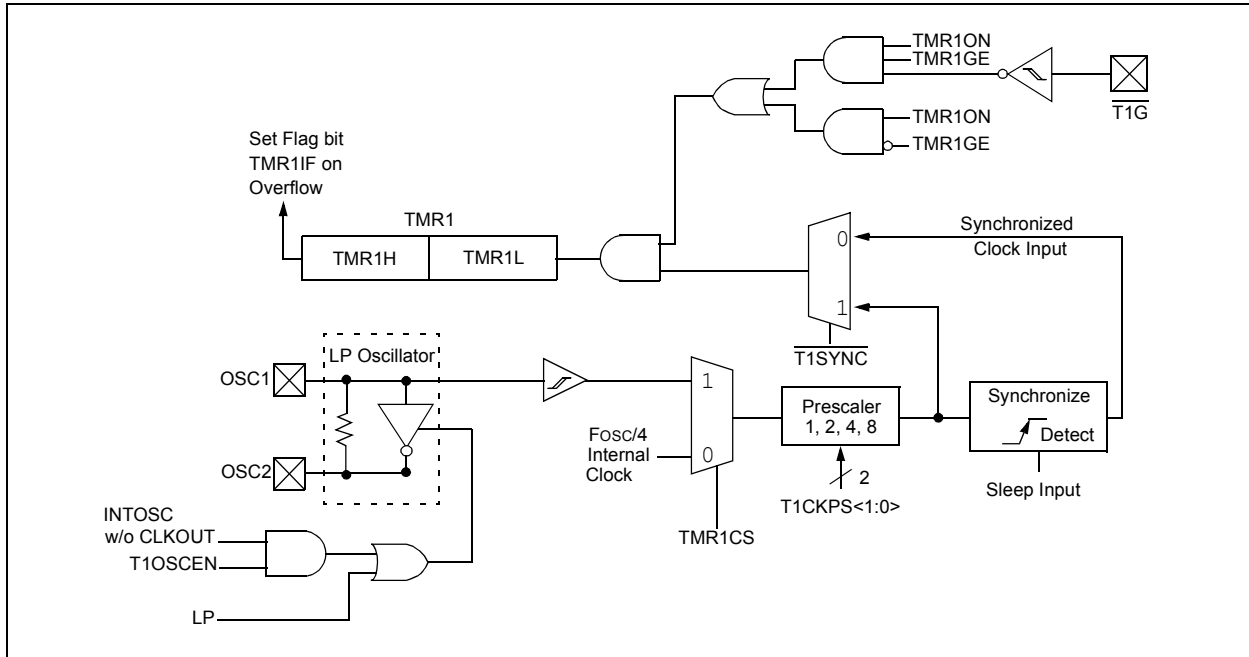 TMR1ON
TMR1GE
T1G
TMR1ON
TMR1GE
Set Flag bit
TMR1IF on
Overflow
TMR1
TMR1H
TMR1L
0
1
T1SYNC
Synchronized
Clock Input
LP Oscillator
OSC1
OSC2
1
0
FOSC/4
Internal
Clock
TMR1CS
Prescaler
1, 2, 4, 8
2
T1CKPS<1:0>
Synchronize
Detect
Sleep Input
INTOSC
w/o CLKOUT
T1OSCEN
LP